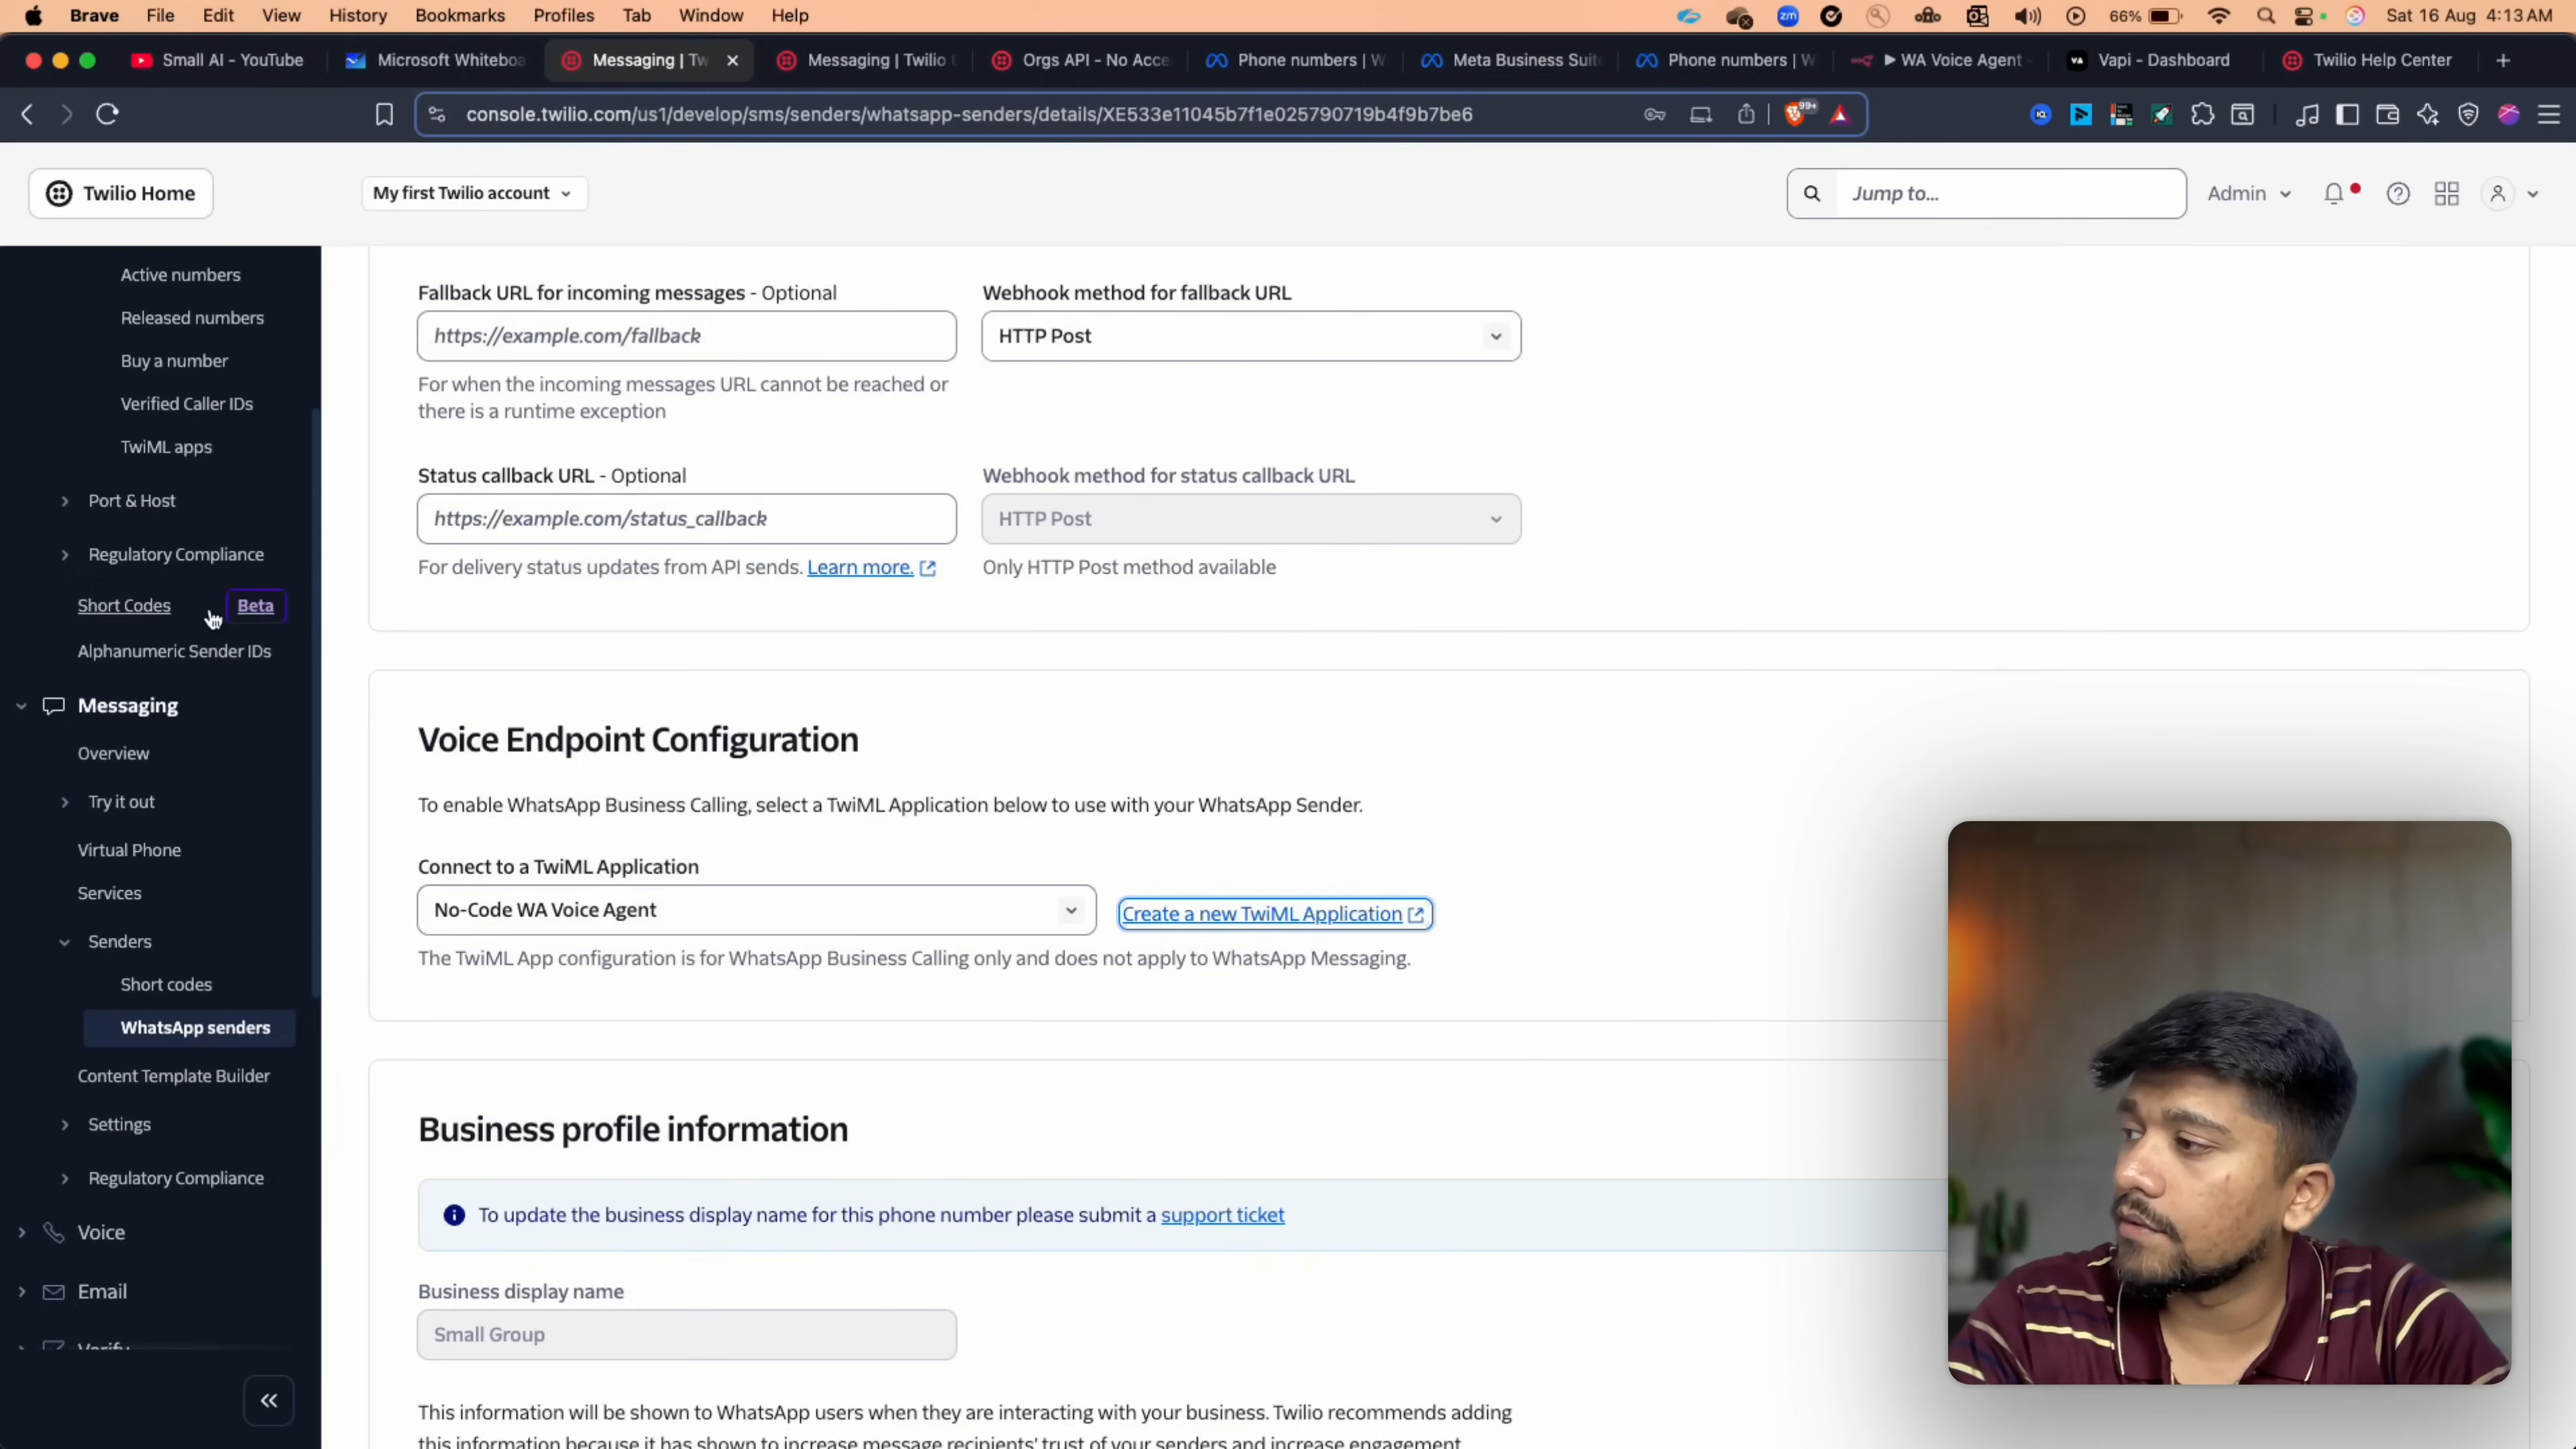 Brave File Edit View History Bookmarks Profiles Tab Window Help
zm 66% Sat 16 Aug 4:13 AM
Small AI - YouTube Microsoft Whiteboa Messaging | Tw Messaging | Twilio Orgs API - No Acce Phone numbers | W Meta Business Suit Phone numbers | W WA Voice Agent Vapi - Dashboard Twilio Help Center
console.twilio.com/us1/develop/sms/senders/whatsapp-senders/details/XE533e11045b7f1e025790719b4f9b7be6
99+
Twilio Home
My first Twilio account
Jump to...
Admin
Active numbers
Released numbers
Buy a number
Verified Caller IDs
TwiML apps
Port & Host
Regulatory Compliance
Short Codes Beta
Alphanumeric Sender IDs
Messaging
Overview
Try it out
Virtual Phone
Services
Senders
Short codes
WhatsApp senders
Content Template Builder
Settings
Regulatory Compliance
Voice
Email
Verify
Fallback URL for incoming messages - Optional
https://example.com/fallback
For when the incoming messages URL cannot be reached or
there is a runtime exception
Webhook method for fallback URL
HTTP Post
Status callback URL - Optional
https://example.com/status_callback
For delivery status updates from API sends. Learn more.
Webhook method for status callback URL
HTTP Post
Only HTTP Post method available
Voice Endpoint Configuration
To enable WhatsApp Business Calling, select a TwiML Application below to use with your WhatsApp Sender.
Connect to a TwiML Application
No-Code WA Voice Agent
Create a new TwiML Application
The TwiML App configuration is for WhatsApp Business Calling only and does not apply to WhatsApp Messaging.
Business profile information
To update the business display name for this phone number please submit a support ticket
Business display name
Small Group
This information will be shown to WhatsApp users when they are interacting with your business. Twilio recommends adding
this information because it has shown to increase message recipients' trust of your senders and increase engagement